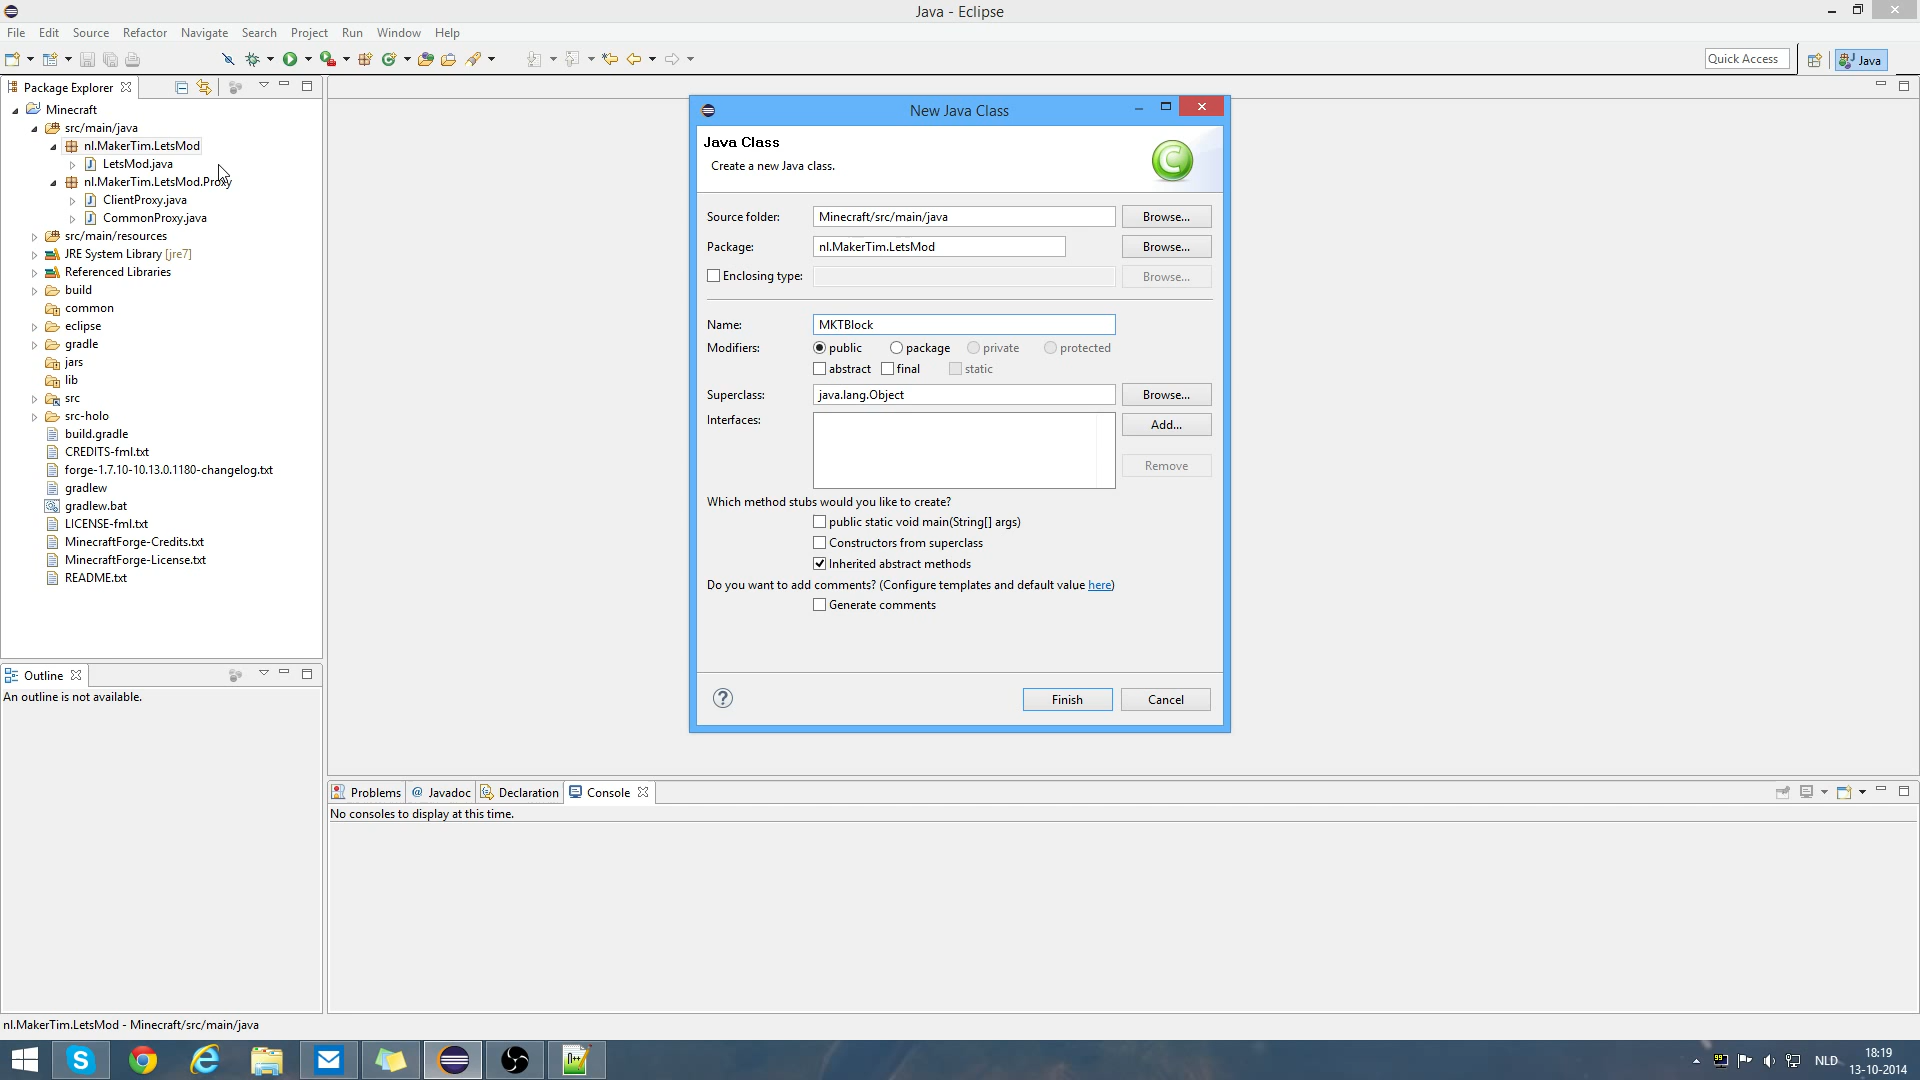 Java - Eclipse
File Edit Source Refactor Navigate Search Project Run Window Help
Quick Access
Java
Package Explorer
Minecraft
src/main/java
nl.MakerTim.LetsMod
LetsMod.java
nl.MakerTim.LetsMod.Proxy
ClientProxy.java
CommonProxy.java
src/main/resources
JRE System Library [jre7]
Referenced Libraries
build
common
eclipse
gradle
jars
lib
src
src-holo
build.gradle
CREDITS-fml.txt
forge-1.7.10-10.13.0.1180-changelog.txt
gradlew
gradlew.bat
LICENSE-fml.txt
MinecraftForge-Credits.txt
MinecraftForge-License.txt
README.txt
Outline
An outline is not available.
New Java Class
Java Class
Create a new Java class.
C
Source folder: Minecraft/src/main/java Browse...
Package: nl.MakerTim.LetsMod Browse...
Enclosing type: Browse...
Name: MKTBlock
Modifiers: public package private protected
abstract final static
Superclass: java.lang.Object Browse...
Interfaces: Add...
Remove
Which method stubs would you like to create?
public static void main(String[] args)
Constructors from superclass
Inherited abstract methods
Do you want to add comments? (Configure templates and default value here)
Generate comments
? Finish Cancel
Problems @ Javadoc Declaration Console
No consoles to display at this time.
nl.MakerTim.LetsMod - Minecraft/src/main/java
NLD
18:19
13-10-2014